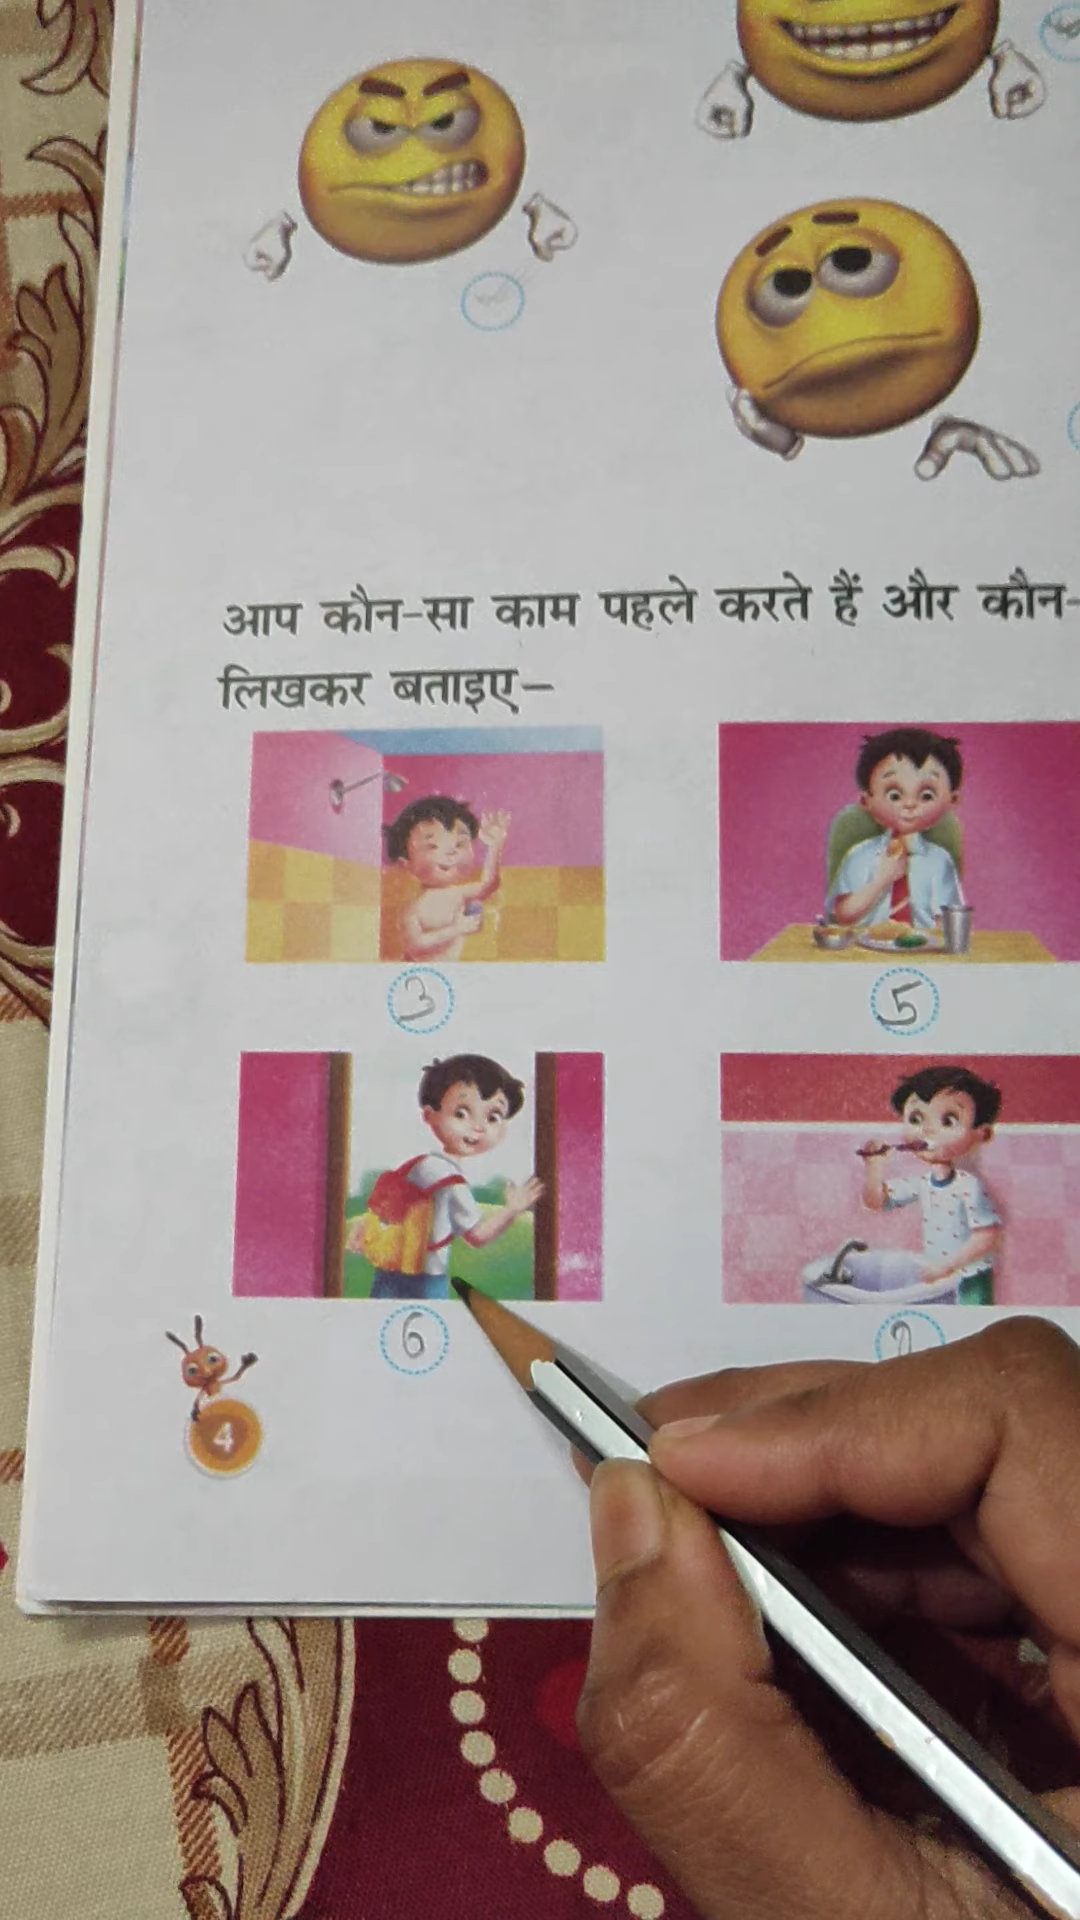 आप कौन-सा काम पहले करते हैं और कौन-
लिखकर बताइए–
3
5
6
4